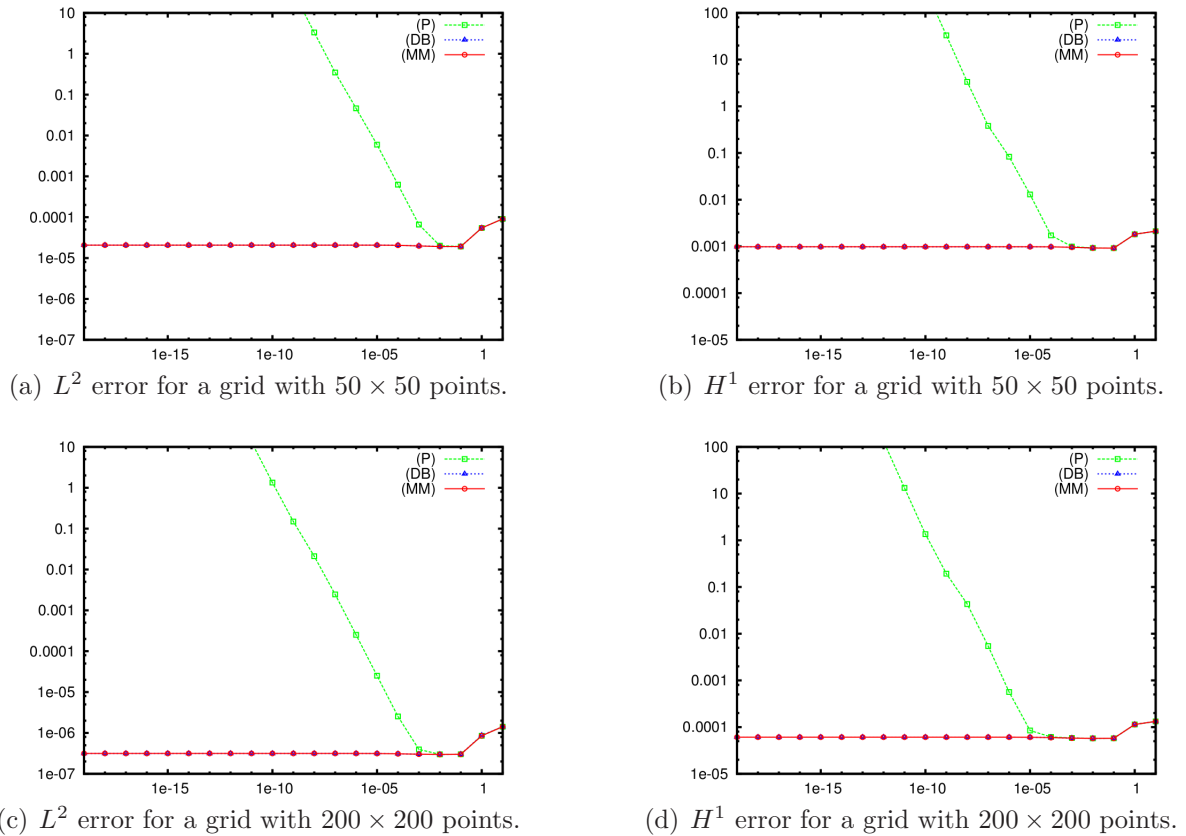 10
1
0.1
0.01
0.001
0.0001
1e-05
1e-06
1e-07
1e-15 1e-10 1e-05 1
(P)
(DB)
(MM)
(a) L² error for a grid with 50 × 50 points.
100
10
1
0.1
0.01
0.001
0.0001
1e-05
1e-15 1e-10 1e-05 1
(P)
(DB)
(MM)
(b) H¹ error for a grid with 50 × 50 points.
10
1
0.1
0.01
0.001
0.0001
1e-05
1e-06
1e-07
1e-15 1e-10 1e-05 1
(P)
(DB)
(MM)
(c) L² error for a grid with 200 × 200 points.
100
10
1
0.1
0.01
0.001
0.0001
1e-05
1e-15 1e-10 1e-05 1
(P)
(DB)
(MM)
(d) H¹ error for a grid with 200 × 200 points.